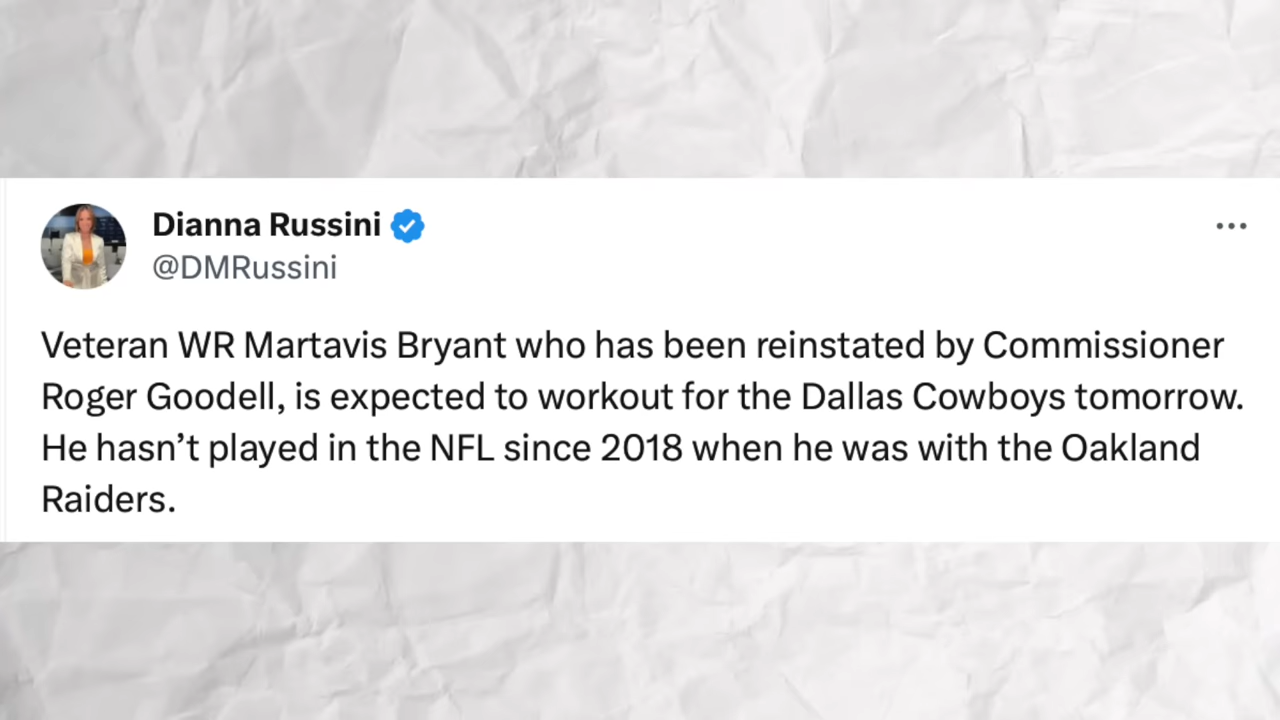 Dianna Russini
@DMRussini
Veteran WR Martavis Bryant who has been reinstated by Commissioner
Roger Goodell, is expected to workout for the Dallas Cowboys tomorrow.
He hasn’t played in the NFL since 2018 when he was with the Oakland
Raiders.